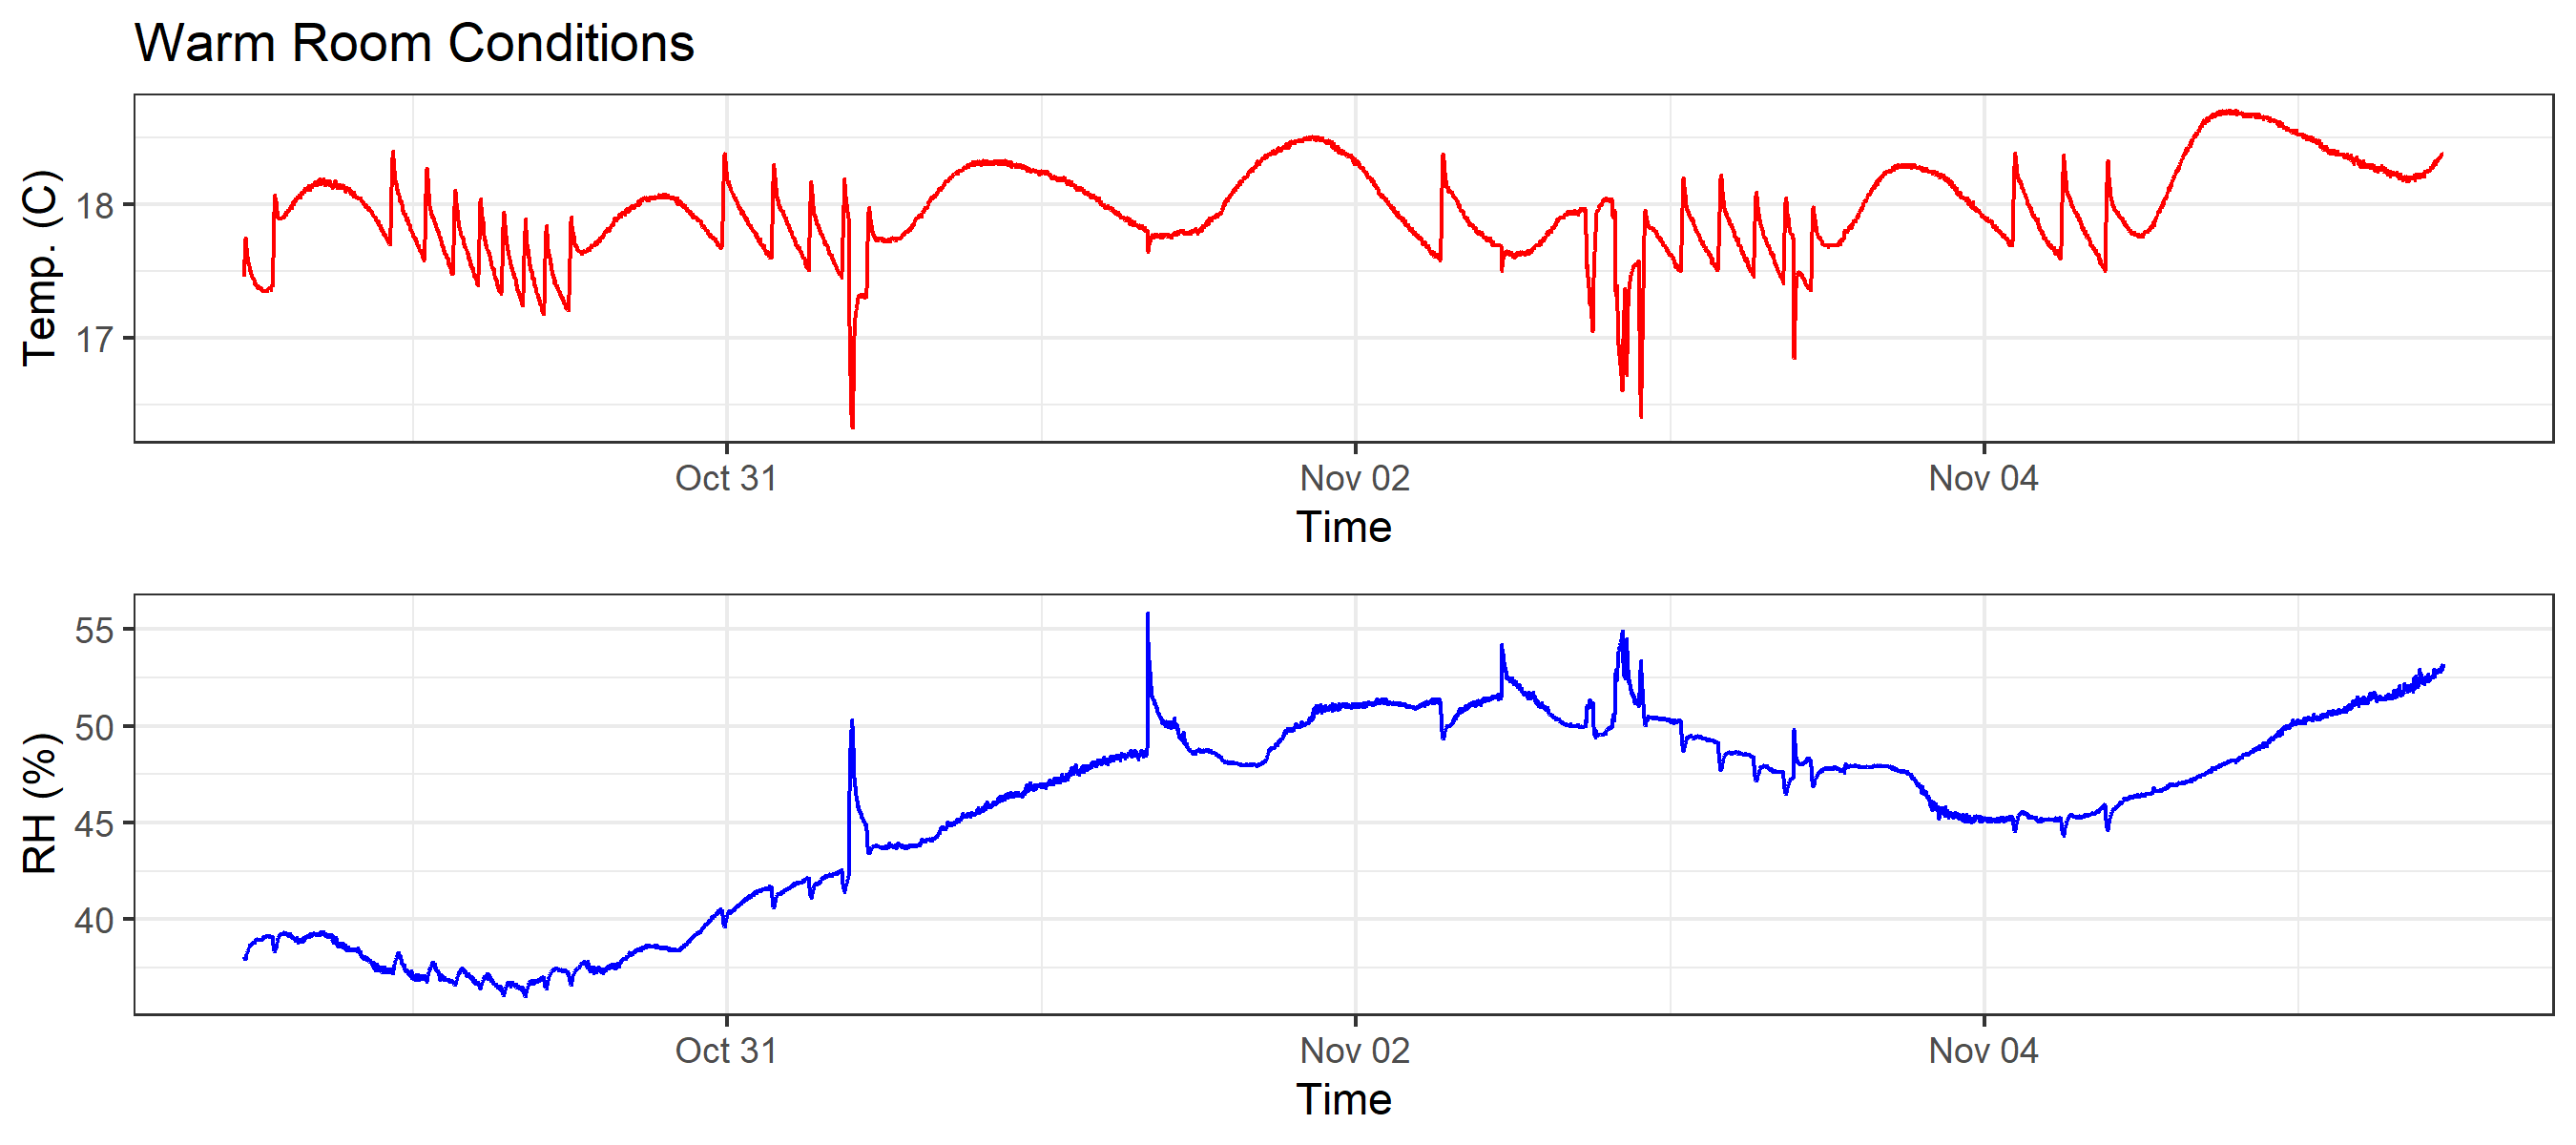 Warm Room Conditions
Temp. (C)
18
17
Oct 31
Nov 02
Nov 04
Time
RH (%)
55
50
45
40
Oct 31
Nov 02
Nov 04
Time